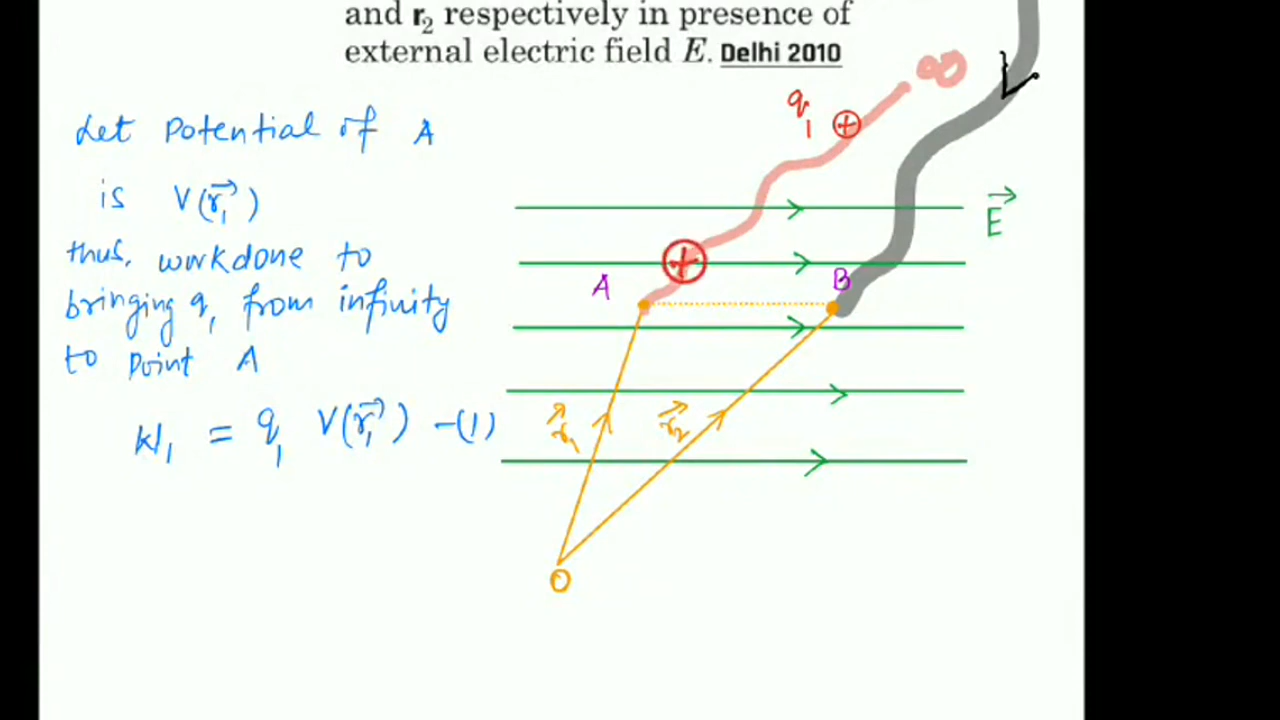 and r₂ respectively in presence of
external electric field E. Delhi 2010
Let Potential of A
is V(r⃗₁)
thus, workdone to
bringing q₁ from infinity
to point A
W₁ = q₁ V(r⃗₁) -(1)
q₁
∞
E⃗
A
B
r⃗₁
r⃗₂
O